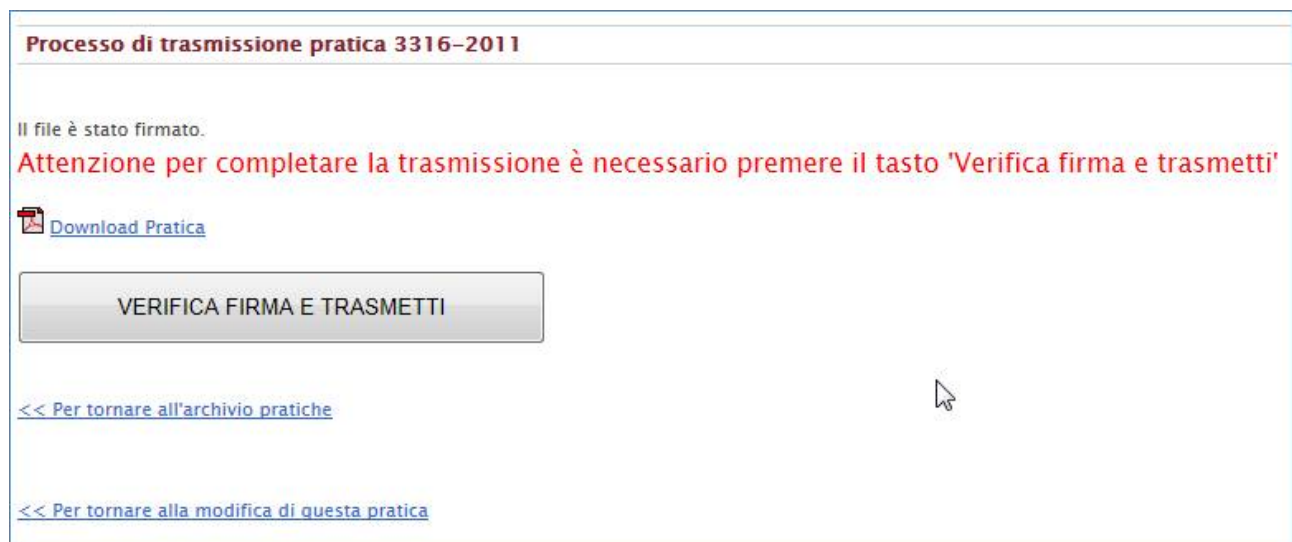 Processo di trasmissione pratica 3316-2011
Il file è stato firmato.
Attenzione per completare la trasmissione è necessario premere il tasto 'Verifica firma e trasmetti'
Download Pratica
VERIFICA FIRMA E TRASMETTI
<< Per tornare all'archivio pratiche
<< Per tornare alla modifica di questa pratica